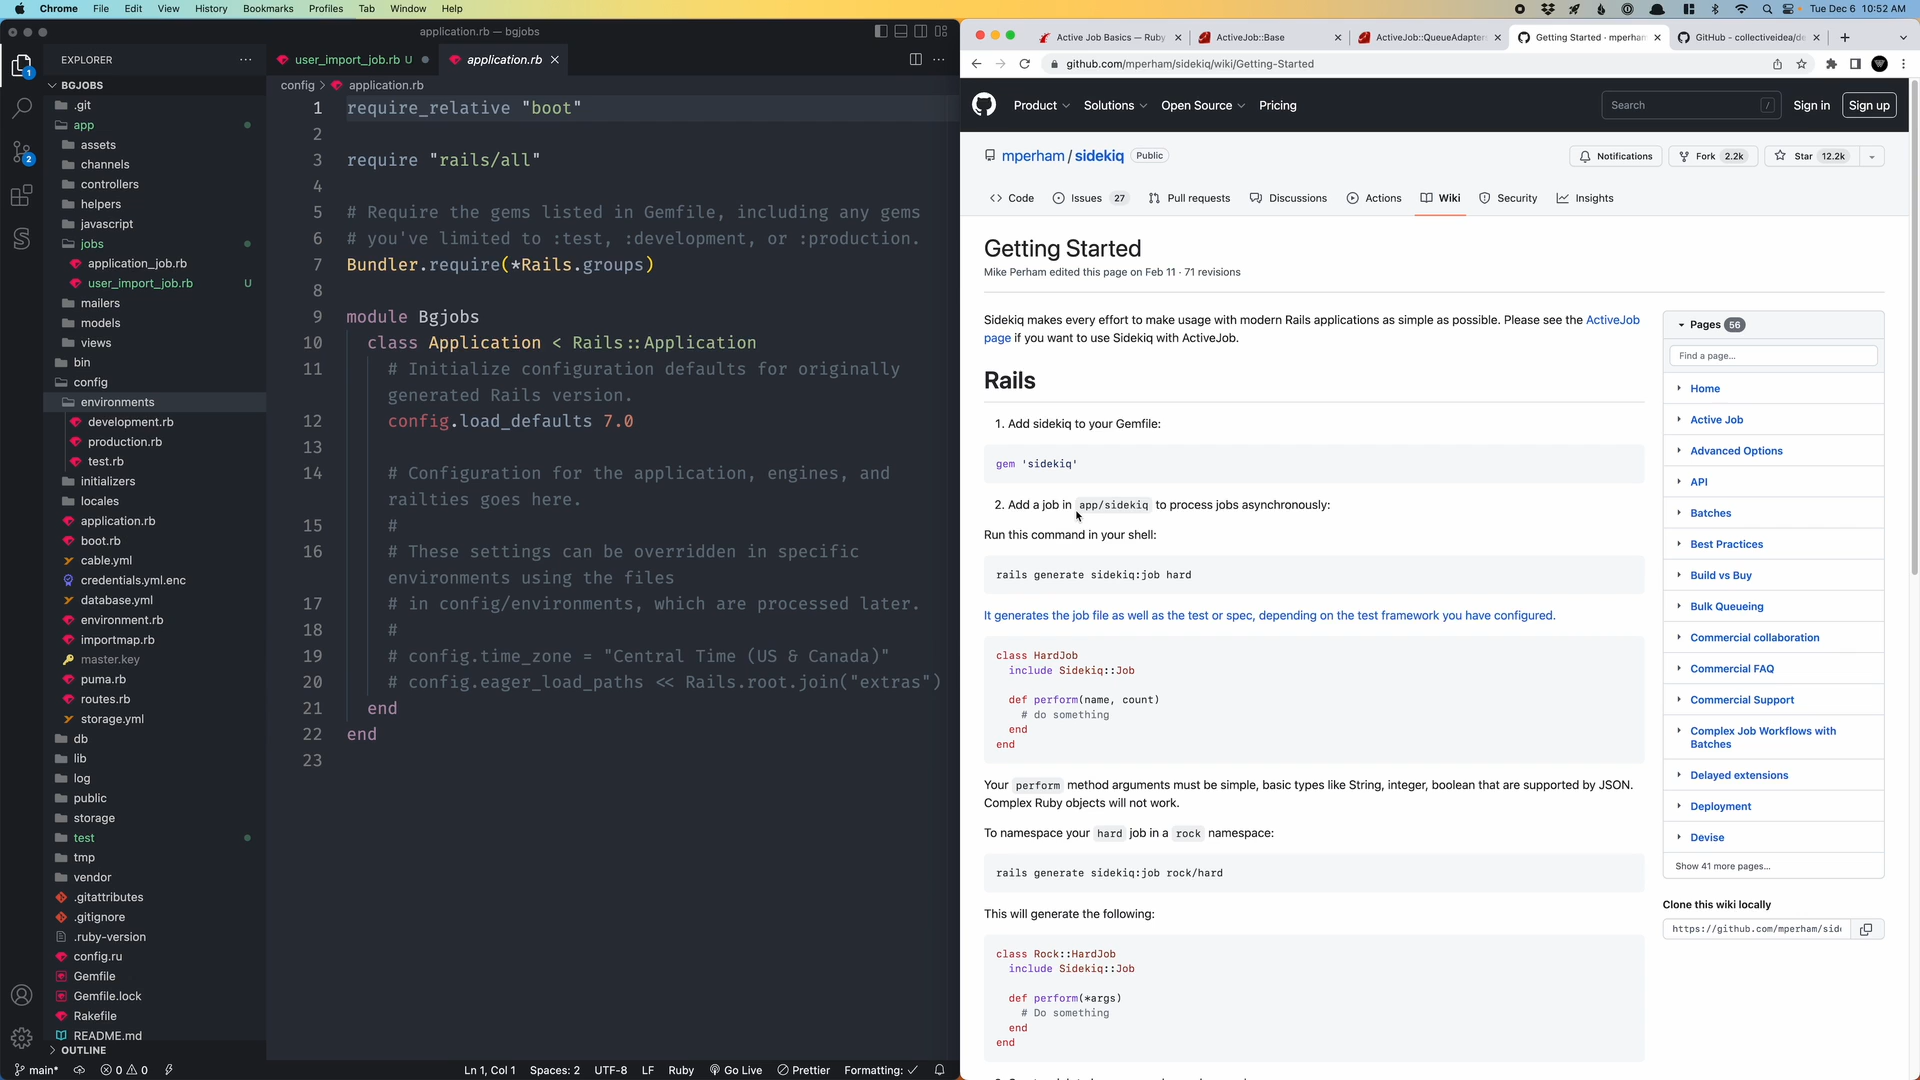 Chrome File Edit View History Bookmarks Profiles Tab Window Help
Tue Dec 6 10:52 AM
application.rb — bgjobs
EXPLORER
BGJOBS
.git
app
assets
channels
controllers
helpers
javascript
jobs
application_job.rb
user_import_job.rb U
mailers
models
views
bin
config
environments
development.rb
production.rb
test.rb
initializers
locales
application.rb
boot.rb
cable.yml
credentials.yml.enc
database.yml
environment.rb
importmap.rb
master.key
puma.rb
routes.rb
storage.yml
db
lib
log
public
storage
test
tmp
vendor
.gitattributes
.gitignore
.ruby-version
config.ru
Gemfile
Gemfile.lock
Rakefile
README.md
OUTLINE
1
2
user_import_job.rb U
application.rb
config > application.rb
1 require_relative "boot"
2
3 require "rails/all"
4
5 # Require the gems listed in Gemfile, including any gems
6 # you've limited to :test, :development, or :production.
7 Bundler.require(*Rails.groups)
8
9 module Bgjobs
10 class Application < Rails::Application
11 # Initialize configuration defaults for originally
generated Rails version.
12 config.load_defaults 7.0
13
14 # Configuration for the application, engines, and
railties goes here.
15 #
16 # These settings can be overridden in specific
environments using the files
17 # in config/environments, which are processed later.
18 #
19 # config.time_zone = "Central Time (US & Canada)"
20 # config.eager_load_paths << Rails.root.join("extras")
21 end
22 end
23
main* 0 0
Ln 1, Col 1 Spaces: 2 UTF-8 LF Ruby Go Live Prettier Formatting: ✓
Active Job Basics — Ruby
ActiveJob::Base
ActiveJob::QueueAdapters
Getting Started · mperham
GitHub - collectiveidea/de
github.com/mperham/sidekiq/wiki/Getting-Started
Product Solutions Open Source Pricing
Search /
Sign in Sign up
mperham / sidekiq Public
Notifications Fork 2.2k Star 12.2k
Code Issues 27 Pull requests Discussions Actions Wiki Security Insights
Getting Started
Mike Perham edited this page on Feb 11 · 71 revisions
Sidekiq makes every effort to make usage with modern Rails applications as simple as possible. Please see the ActiveJob
page if you want to use Sidekiq with ActiveJob.
Rails
1. Add sidekiq to your Gemfile:
gem 'sidekiq'
2. Add a job in app/sidekiq to process jobs asynchronously:
Run this command in your shell:
rails generate sidekiq:job hard
It generates the job file as well as the test or spec, depending on the test framework you have configured.
class HardJob
include Sidekiq::Job
def perform(name, count)
# do something
end
end
Your perform method arguments must be simple, basic types like String, integer, boolean that are supported by JSON.
Complex Ruby objects will not work.
To namespace your hard job in a rock namespace:
rails generate sidekiq:job rock/hard
This will generate the following:
class Rock::HardJob
include Sidekiq::Job
def perform(*args)
# Do something
end
end
Pages 56
Find a page...
Home
Active Job
Advanced Options
API
Batches
Best Practices
Build vs Buy
Bulk Queueing
Commercial collaboration
Commercial FAQ
Commercial Support
Complex Job Workflows with
Batches
Delayed extensions
Deployment
Devise
Show 41 more pages...
Clone this wiki locally
https://github.com/mperham/side